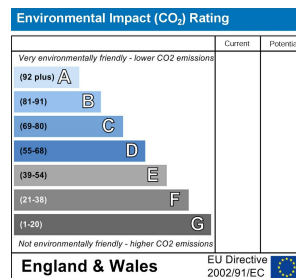 Environmental Impact (CO₂) Rating
Current Potentia
Very environmentally friendly - lower CO2 emissions
(92 plus) A
(81-91) B
(69-80) C
(55-68) D
(39-54) E
(21-38) F
(1-20) G
Not environmentally friendly - higher CO2 emissions
England & Wales
EU Directive
2002/91/EC